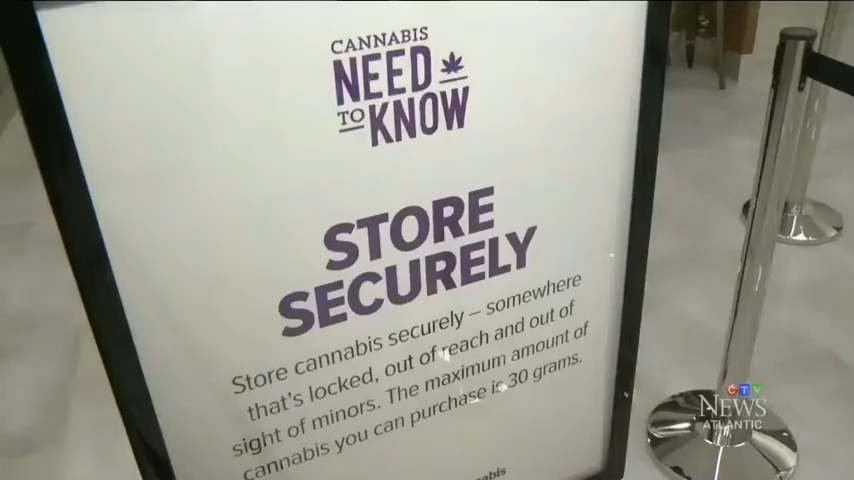 CANNABIS
NEED
TO KNOW
STORE
SECURELY
Store cannabis securely – somewhere
that's locked, out of reach and out of
sight of minors. The maximum amount of
cannabis you can purchase is 30 grams.
CTV
NEWS
ATLANTIC